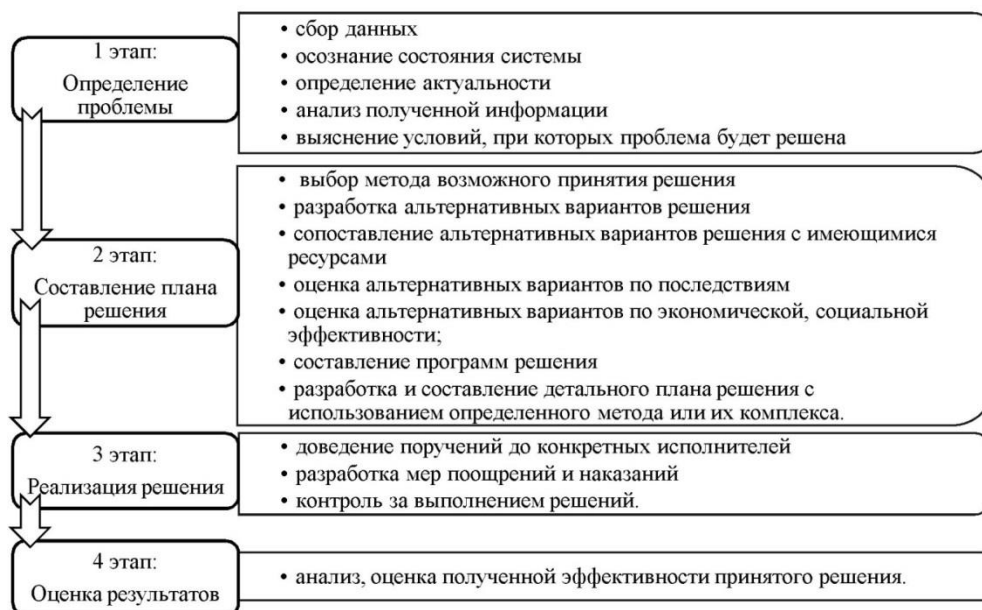 1 этап:
Определение
проблемы
• сбор данных
• осознание состояния системы
• определение актуальности
• анализ полученной информации
• выяснение условий, при которых проблема будет решена
2 этап:
Составление плана
решения
• выбор метода возможного принятия решения
• разработка альтернативных вариантов решения
• сопоставление альтернативных вариантов решения с имеющимися
ресурсами
• оценка альтернативных вариантов по последствиям
• оценка альтернативных вариантов по экономической, социальной
эффективности;
• составление программ решения
• разработка и составление детального плана решения с
использованием определенного метода или их комплекса.
3 этап:
Реализация решения
• доведение поручений до конкретных исполнителей
• разработка мер поощрений и наказаний
• контроль за выполнением решений.
4 этап:
Оценка результатов
• анализ, оценка полученной эффективности принятого решения.